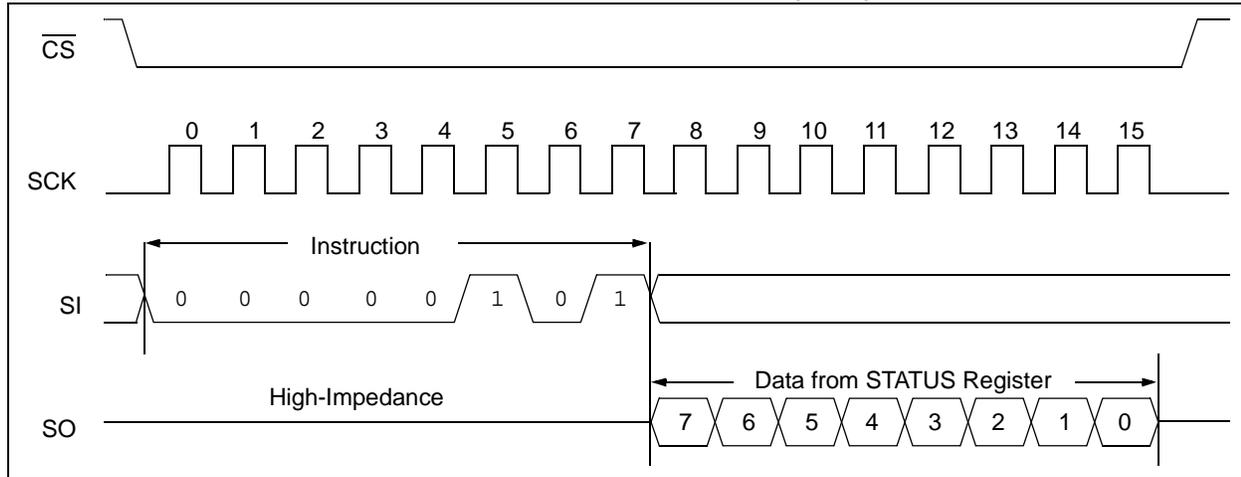 CS
0 1 2 3 4 5 6 7 8 9 10 11 12 13 14 15
SCK
Instruction
SI 0 0 0 0 0 1 0 1
Data from STATUS Register
High-Impedance
SO 7 6 5 4 3 2 1 0